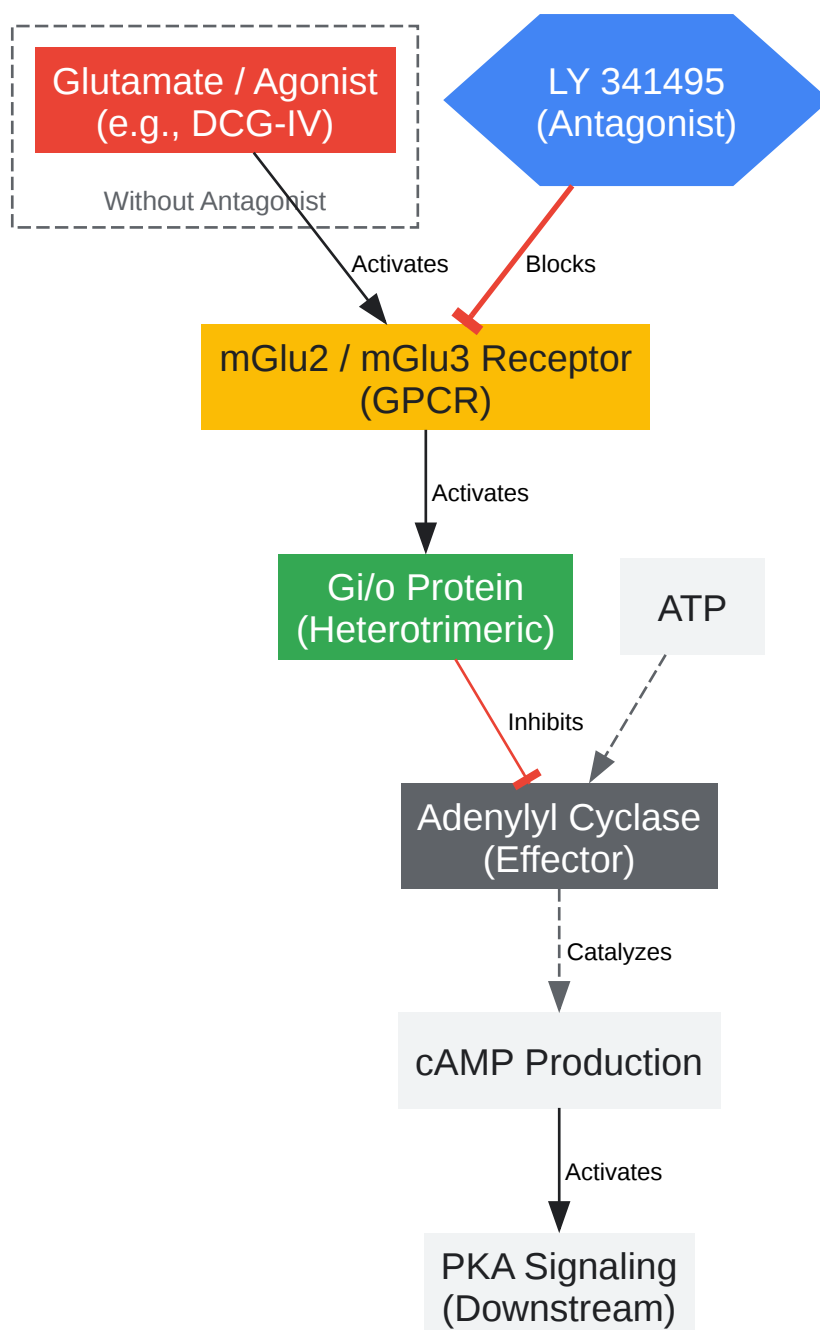 Glutamate / Agonist
(e.g., DCG-IV)
LY 341495
(Antagonist)
Without Antagonist
Activates
Blocks
mGlu2 / mGlu3 Receptor
(GPCR)
Activates
Gi/o Protein
(Heterotrimeric)
ATP
Inhibits
Adenylyl Cyclase
(Effector)
Catalyzes
cAMP Production
Activates
PKA Signaling
(Downstream)